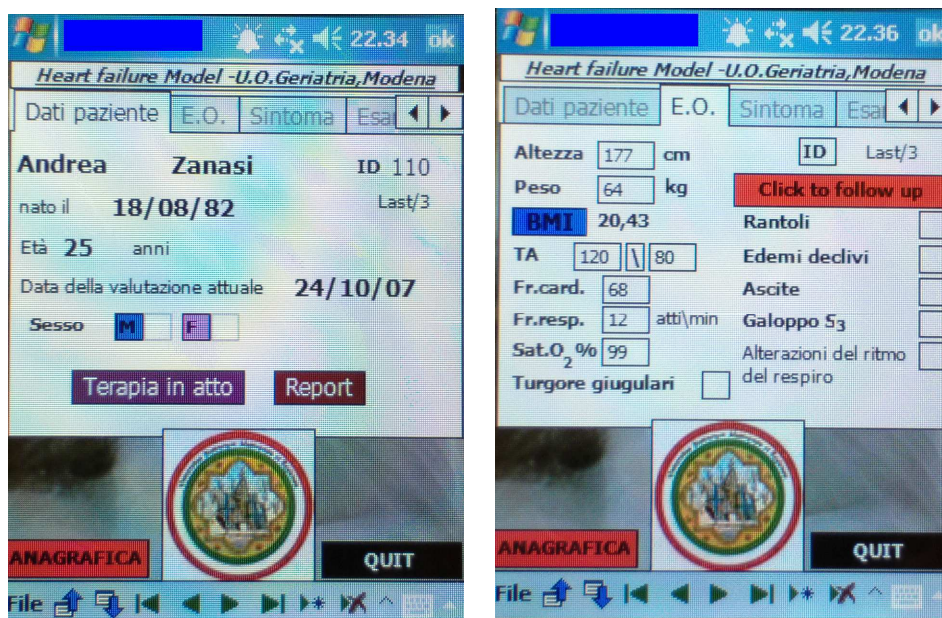 22.34 ok
Heart failure Model -U.O.Geriatria,Modena
Dati paziente E.O. Sintoma Esa
Andrea Zanasi ID 110
nato il 18/08/82 Last/3
Età 25 anni
Data della valutazione attuale 24/10/07
Sesso M F
Terapia in atto Report
ANAGRAFICA QUIT
File
22.36 ok
Heart failure Model -U.O.Geriatria,Modena
Dati paziente E.O. Sintoma Esa
Altezza 177 cm ID Last/3
Peso 64 kg Click to follow up
BMI 20,43 Rantoli
TA 120 \ 80 Edemi declivi
Fr.card. 68 Ascite
Fr.resp. 12 atti\min Galoppo S3
Sat.O2% 99 Alterazioni del ritmo
Turgore giugulari del respiro
ANAGRAFICA QUIT
File